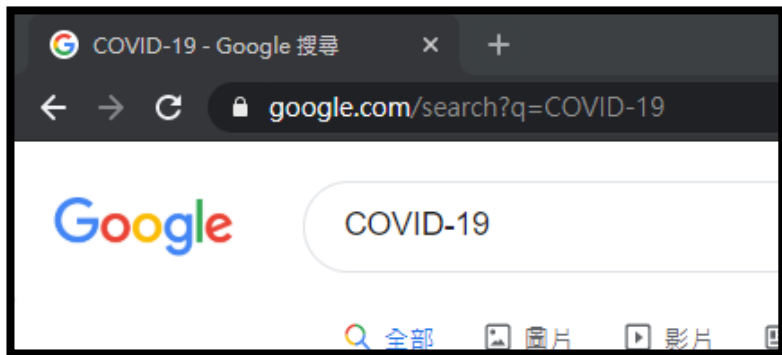 COVID-19 - Google 搜尋
google.com/search?q=COVID-19
Google COVID-19
全部 圖片 影片